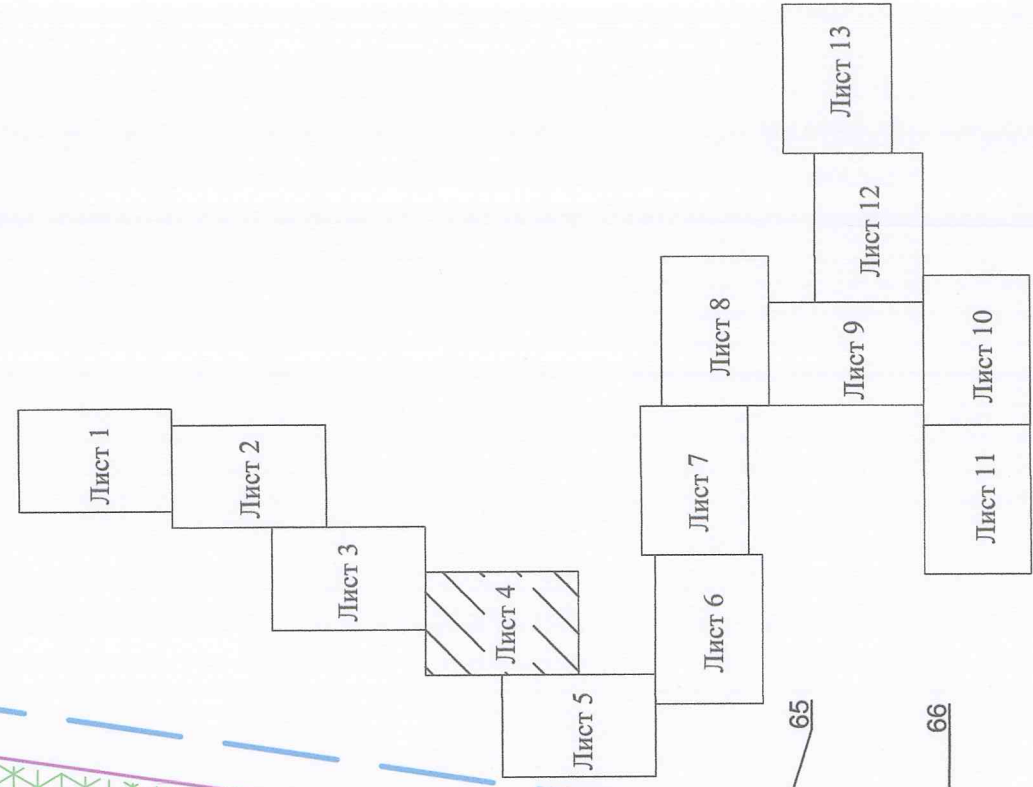 Лист 1
Лист 2
Лист 3
Лист 4
Лист 5
Лист 6
Лист 7
Лист 8
Лист 9
Лист 10
Лист 11
Лист 12
Лист 13
65
66